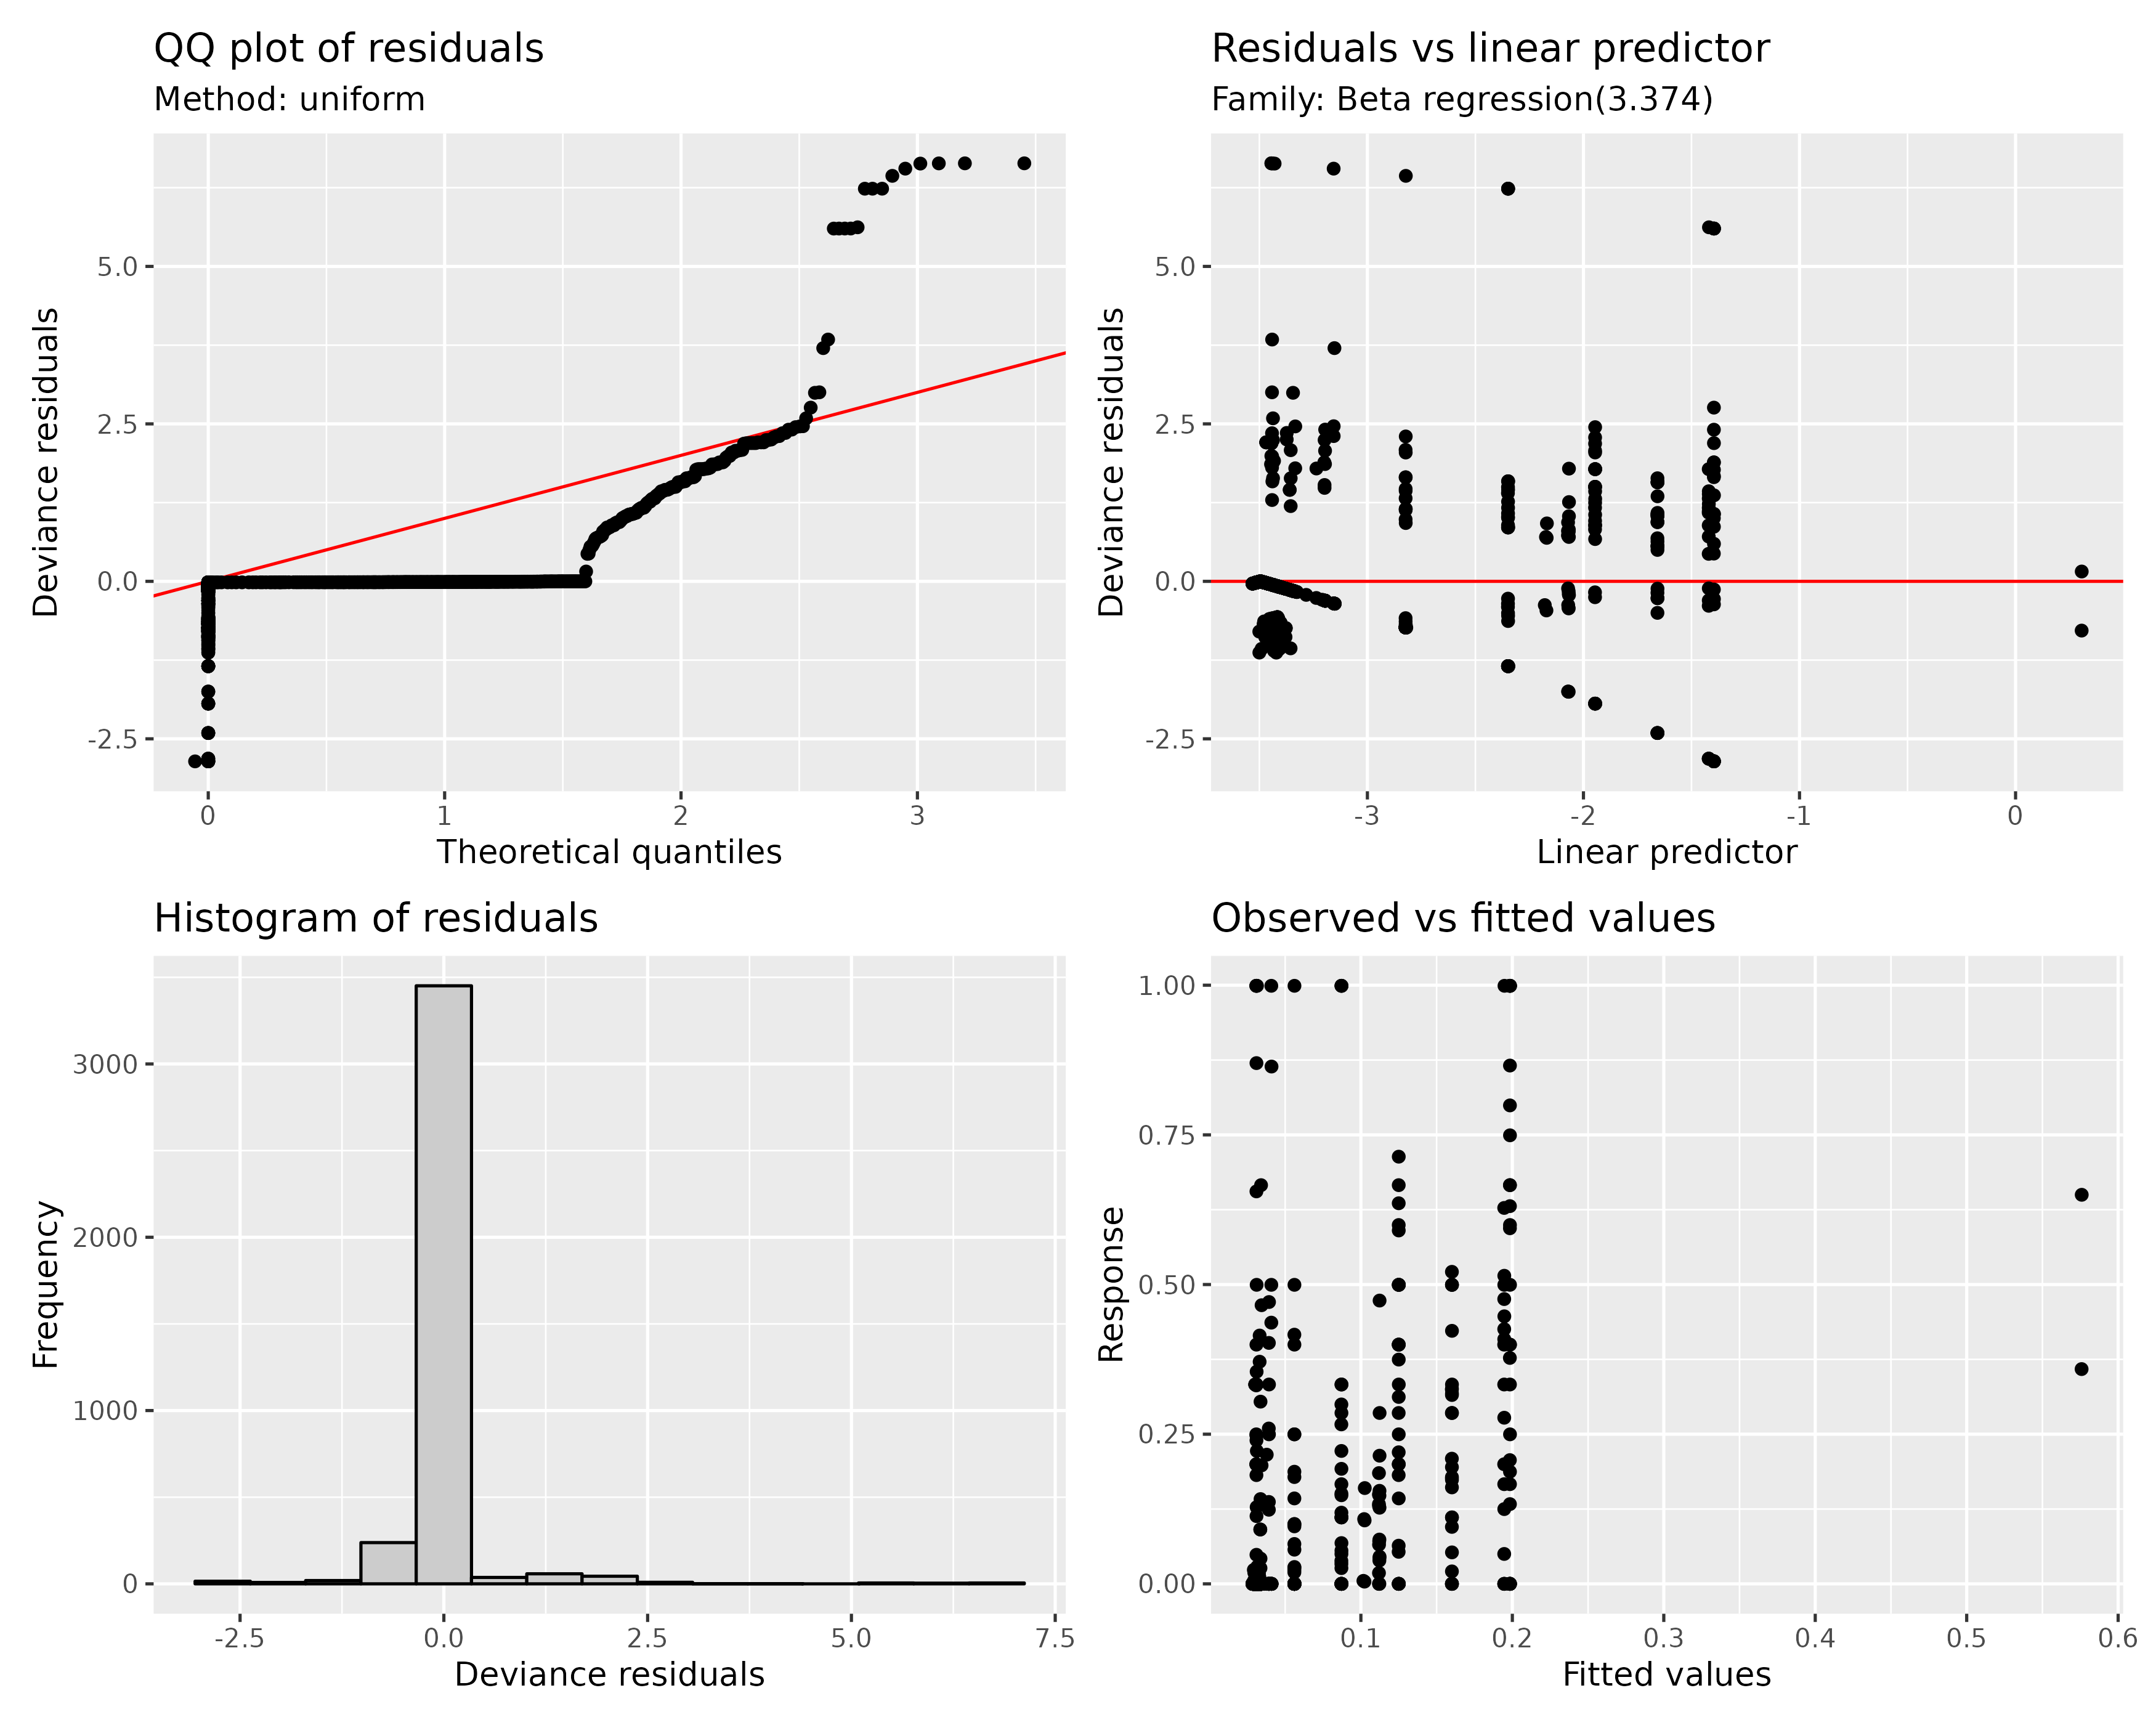 QQ plot of residuals
Method: uniform
Deviance residuals
5.0
2.5
0.0
-2.5
0
1
2
3
Theoretical quantiles
Residuals vs linear predictor
Family: Beta regression(3.374)
Deviance residuals
5.0
2.5
0.0
-2.5
-3
-2
-1
0
Linear predictor
Histogram of residuals
Frequency
3000
2000
1000
0
-2.5
0.0
2.5
5.0
7.5
Deviance residuals
Observed vs fitted values
Response
1.00
0.75
0.50
0.25
0.00
0.1
0.2
0.3
0.4
0.5
0.6
Fitted values